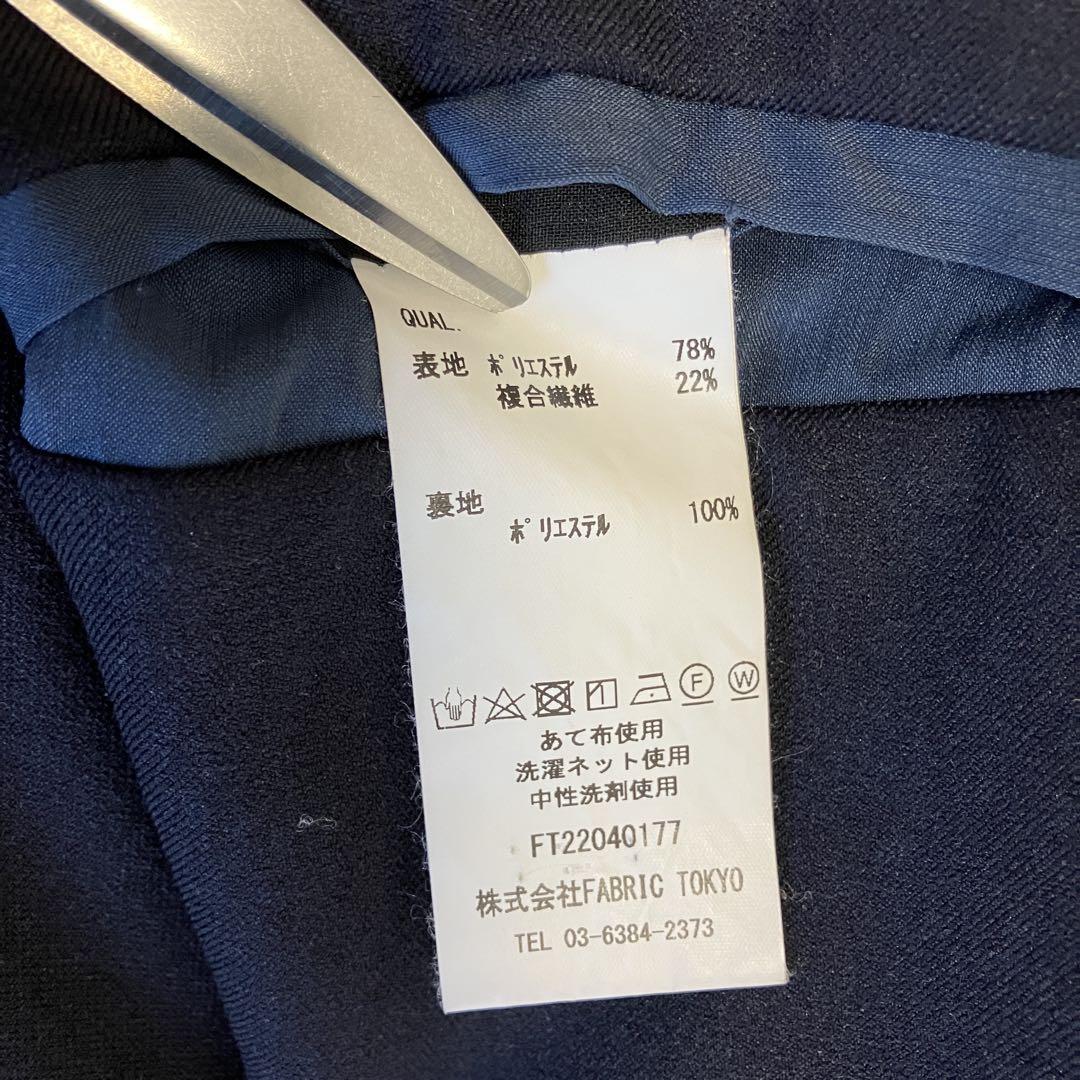 QUAL.
表地 ﾎﾟﾘｴｽﾃﾙ 78%
複合繊維 22%
裏地
ﾎﾟﾘｴｽﾃﾙ 100%
F W
あて布使用
洗濯ネット使用
中性洗剤使用
FT22040177
株式会社FABRIC TOKYO
TEL 03-6384-2373